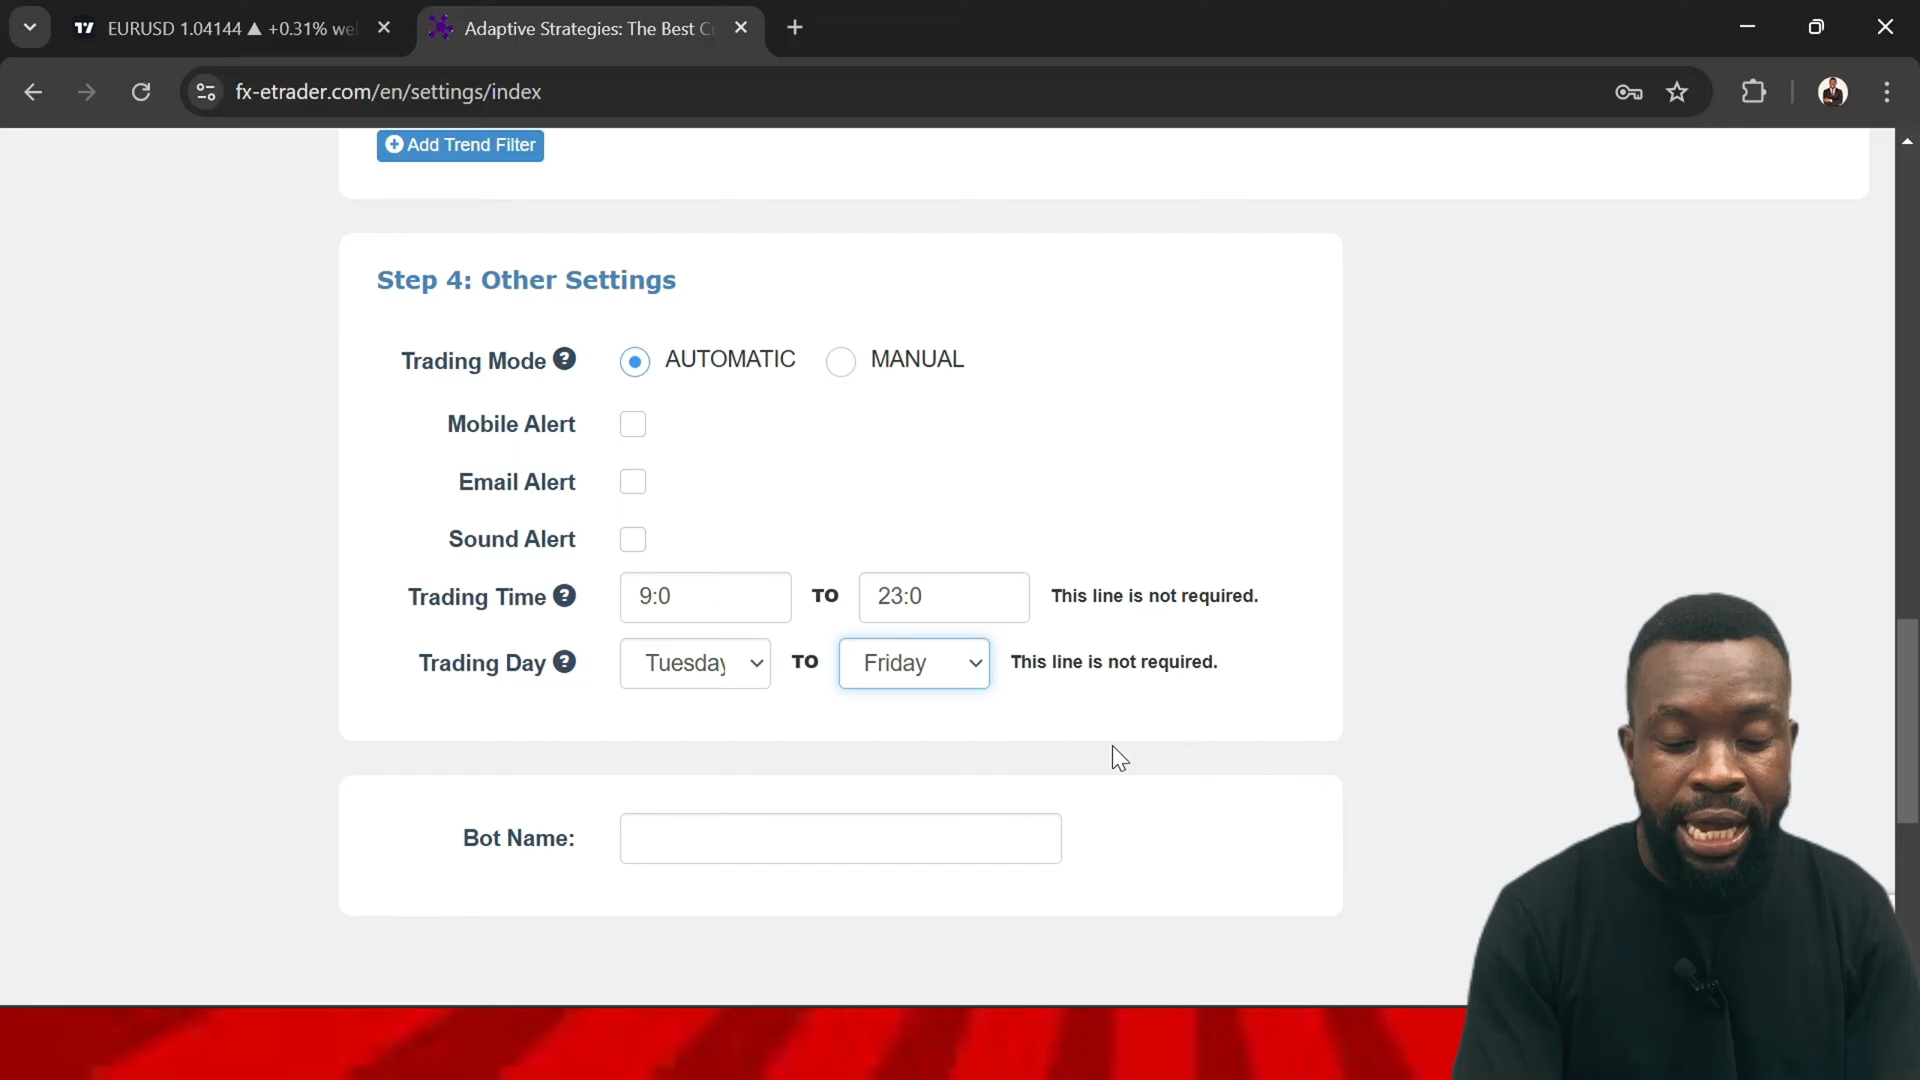 EURUSD 1.04144 ▲ +0.31% we
Adaptive Strategies: The Best C
fx-etrader.com/en/settings/index
Add Trend Filter
Step 4: Other Settings
Trading Mode ? AUTOMATIC MANUAL
Mobile Alert
Email Alert
Sound Alert
Trading Time ? 9:0 TO 23:0 This line is not required.
Trading Day ? Tuesday TO Friday This line is not required.
Bot Name: